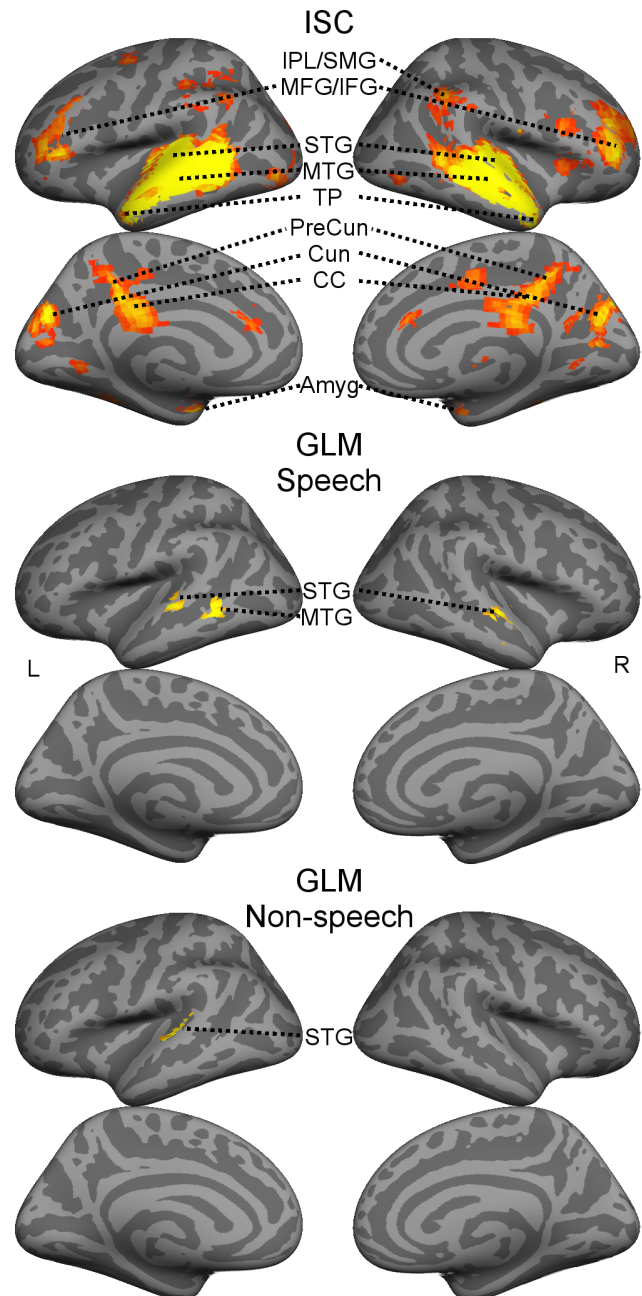 ISC
IPL/SMG
MFG/IFG
STG
MTG
TP
PreCun
Cun
CC
Amyg
GLM
Speech
STG
MTG
L
R
GLM
Non-speech
STG